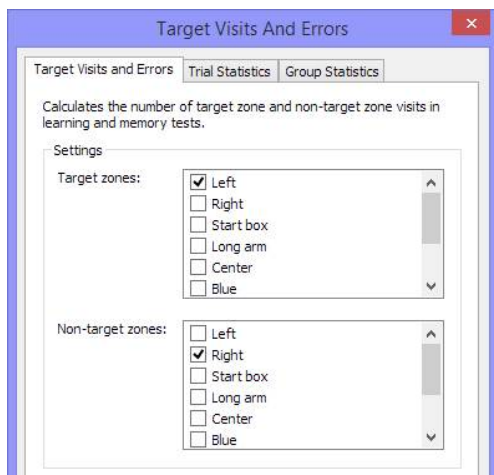 Target Visits And Errors
Target Visits and Errors Trial Statistics Group Statistics
Calculates the number of target zone and non-target zone visits in
learning and memory tests.
Settings
Target zones:
Left
Right
Start box
Long arm
Center
Blue
Non-target zones:
Left
Right
Start box
Long arm
Center
Blue